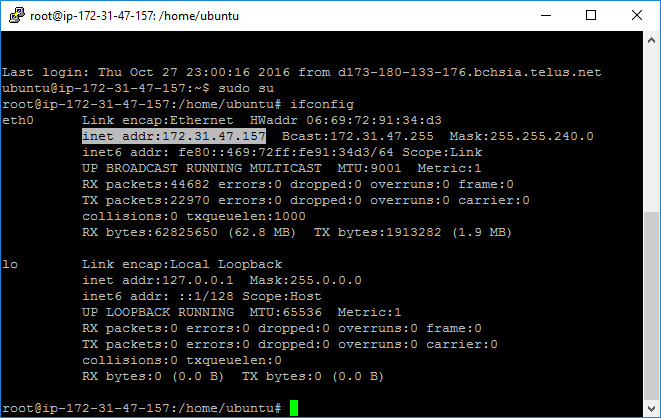 root@ip-172-31-47-157: /home/ubuntu
Last login: Thu Oct 27 23:00:16 2016 from d173-180-133-176.bchsia.telus.net
ubuntu@ip-172-31-47-157:~$ sudo su
root@ip-172-31-47-157:/home/ubuntu# ifconfig
eth0      Link encap:Ethernet  HWaddr 06:69:72:91:34:d3
          inet addr:172.31.47.157  Bcast:172.31.47.255  Mask:255.255.240.0
          inet6 addr: fe80::469:72ff:fe91:34d3/64 Scope:Link
          UP BROADCAST RUNNING MULTICAST  MTU:9001  Metric:1
          RX packets:44682 errors:0 dropped:0 overruns:0 frame:0
          TX packets:22970 errors:0 dropped:0 overruns:0 carrier:0
          collisions:0 txqueuelen:1000
          RX bytes:62825650 (62.8 MB)  TX bytes:1913282 (1.9 MB)
lo        Link encap:Local Loopback
          inet addr:127.0.0.1  Mask:255.0.0.0
          inet6 addr: ::1/128 Scope:Host
          UP LOOPBACK RUNNING  MTU:65536  Metric:1
          RX packets:0 errors:0 dropped:0 overruns:0 frame:0
          TX packets:0 errors:0 dropped:0 overruns:0 carrier:0
          collisions:0 txqueuelen:0
          RX bytes:0 (0.0 B)  TX bytes:0 (0.0 B)
root@ip-172-31-47-157:/home/ubuntu#